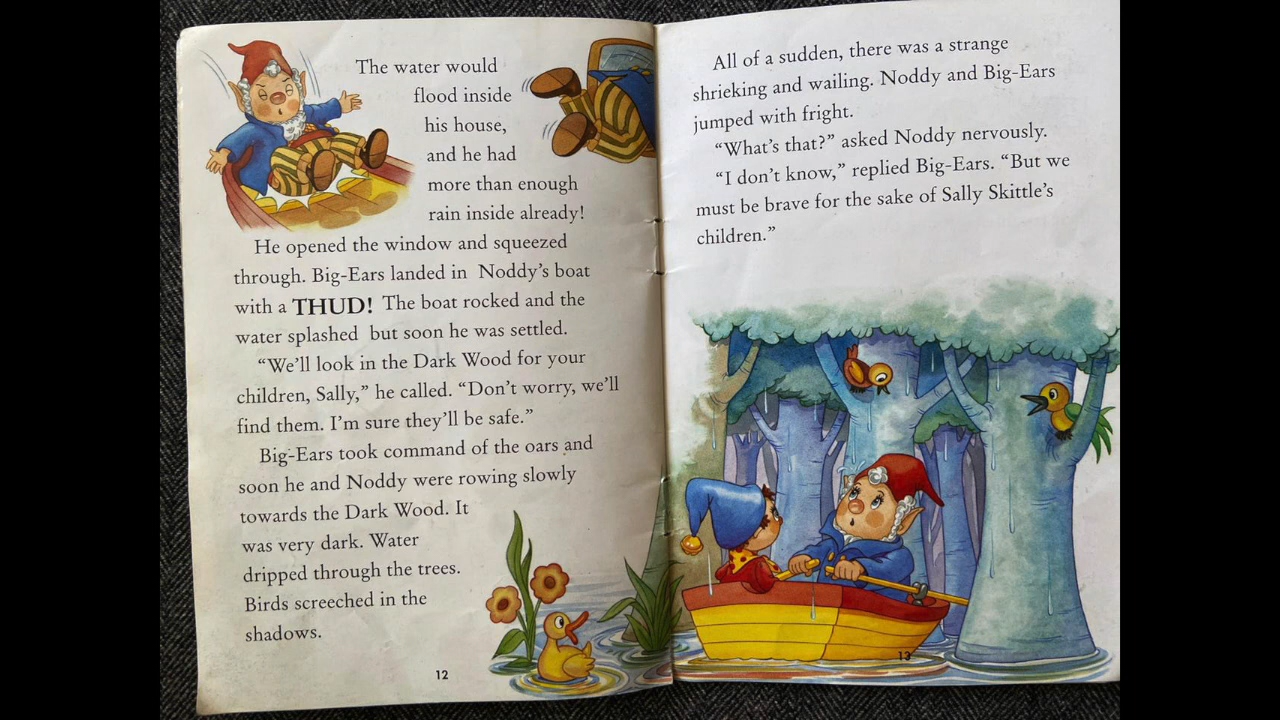 The water would
flood inside
his house,
and he had
more than enough
rain inside already!
He opened the window and squeezed
through. Big-Ears landed in Noddy's boat
with a THUD! The boat rocked and the
water splashed but soon he was settled.
“We'll look in the Dark Wood for your
children, Sally,” he called. “Don't worry, we'll
find them. I'm sure they'll be safe.”
Big-Ears took command of the oars and
soon he and Noddy were rowing slowly
towards the Dark Wood. It
was very dark. Water
dripped through the trees.
Birds screeched in the
shadows.
12
All of a sudden, there was a strange
shrieking and wailing. Noddy and Big-Ears
jumped with fright.
“What's that?” asked Noddy nervously.
“I don't know,” replied Big-Ears. “But we
must be brave for the sake of Sally Skittle's
children.”
13